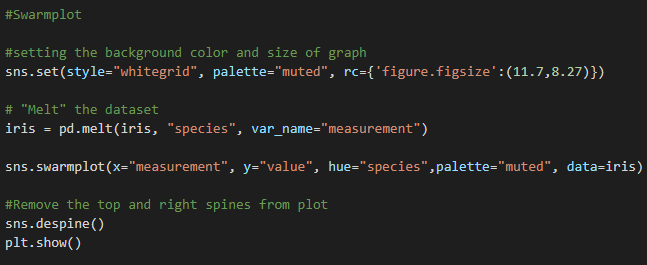 #Swarmplot
#setting the background color and size of graph
sns.set(style="whitegrid", palette="muted", rc={'figure.figsize':(11.7,8.27)})
# "Melt" the dataset
iris = pd.melt(iris, "species", var_name="measurement")
sns.swarmplot(x="measurement", y="value", hue="species",palette="muted", data=iris)
#Remove the top and right spines from plot
sns.despine()
plt.show()